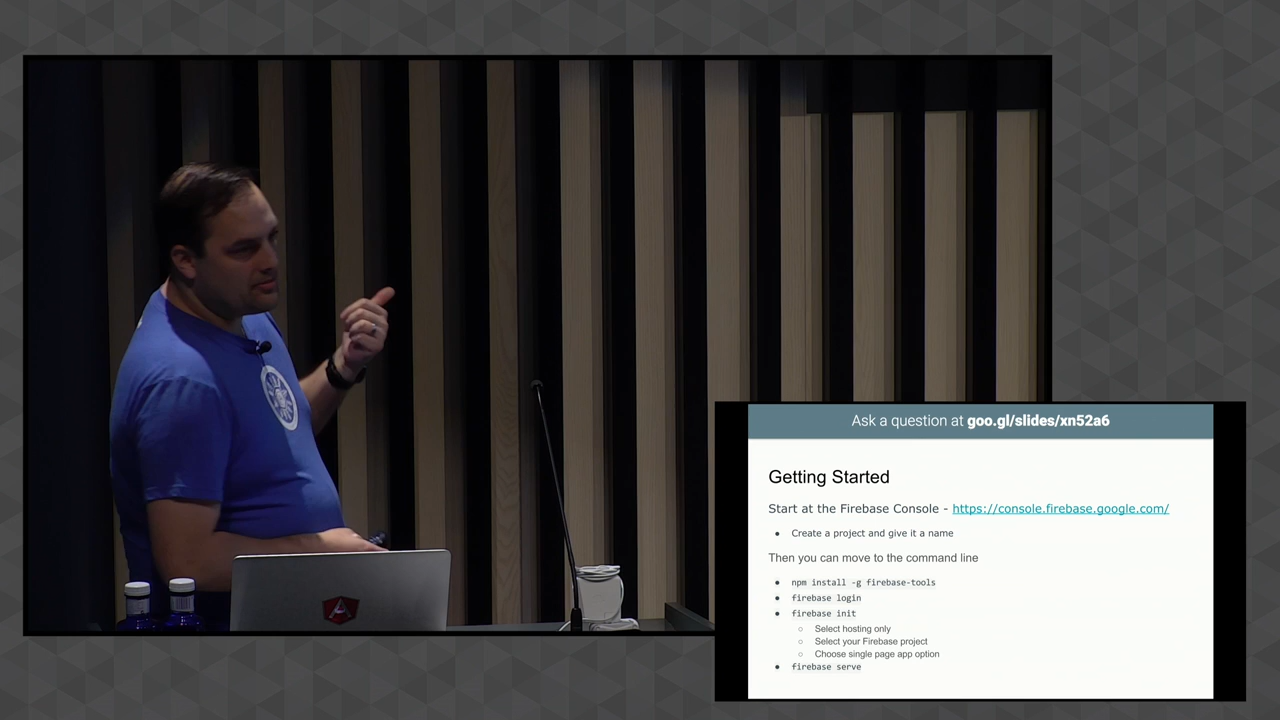 Ask a question at goo.gl/slides/xn52a6
Getting Started
Start at the Firebase Console - https://console.firebase.google.com/
● Create a project and give it a name
Then you can move to the command line
● npm install -g firebase-tools
● firebase login
● firebase init
○ Select hosting only
○ Select your Firebase project
○ Choose single page app option
● firebase serve